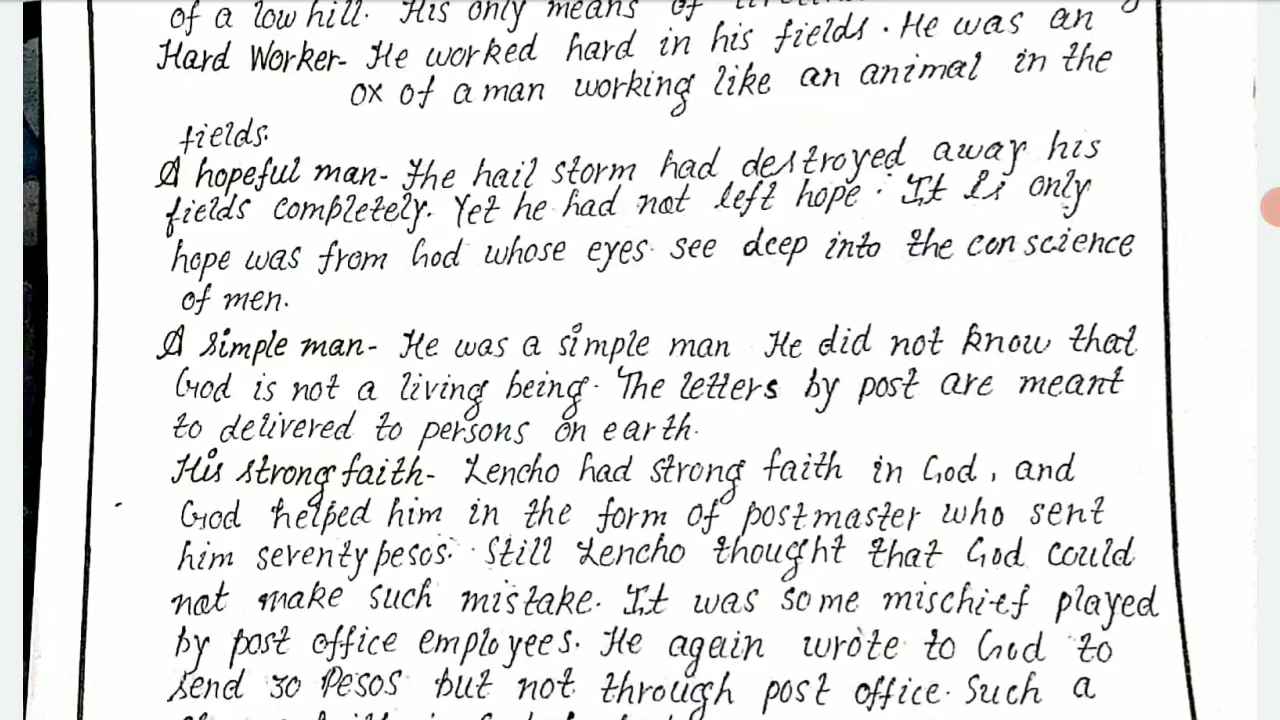 of a low hill. His only means of
Hard Worker- He worked hard in his fields. He was an
ox of a man working like an animal in the
fields.
A hopeful man- The hail storm had destroyed away his
fields completely. Yet he had not left hope. It is only
hope was from God whose eyes see deep into the conscience
of men.
A simple man- He was a simple man He did not know that
God is not a living being. The letters by post are meant
to delivered to persons on earth.
His strong faith- Lencho had strong faith in God, and
God helped him in the form of postmaster who sent
him seventy pesos. Still Lencho thought that God could
not make such mistake. It was some mischief played
by post office employees. He again wrote to God to
send 30 Pesos but not through post office. Such a